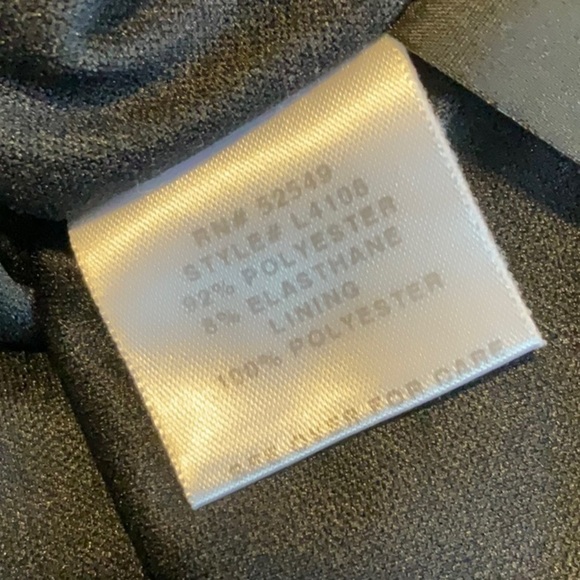 RN# 52549
STYLE# L4108
92% POLYESTER
8% ELASTHANE
LINING
100% POLYESTER
SEE OVER FOR CARE